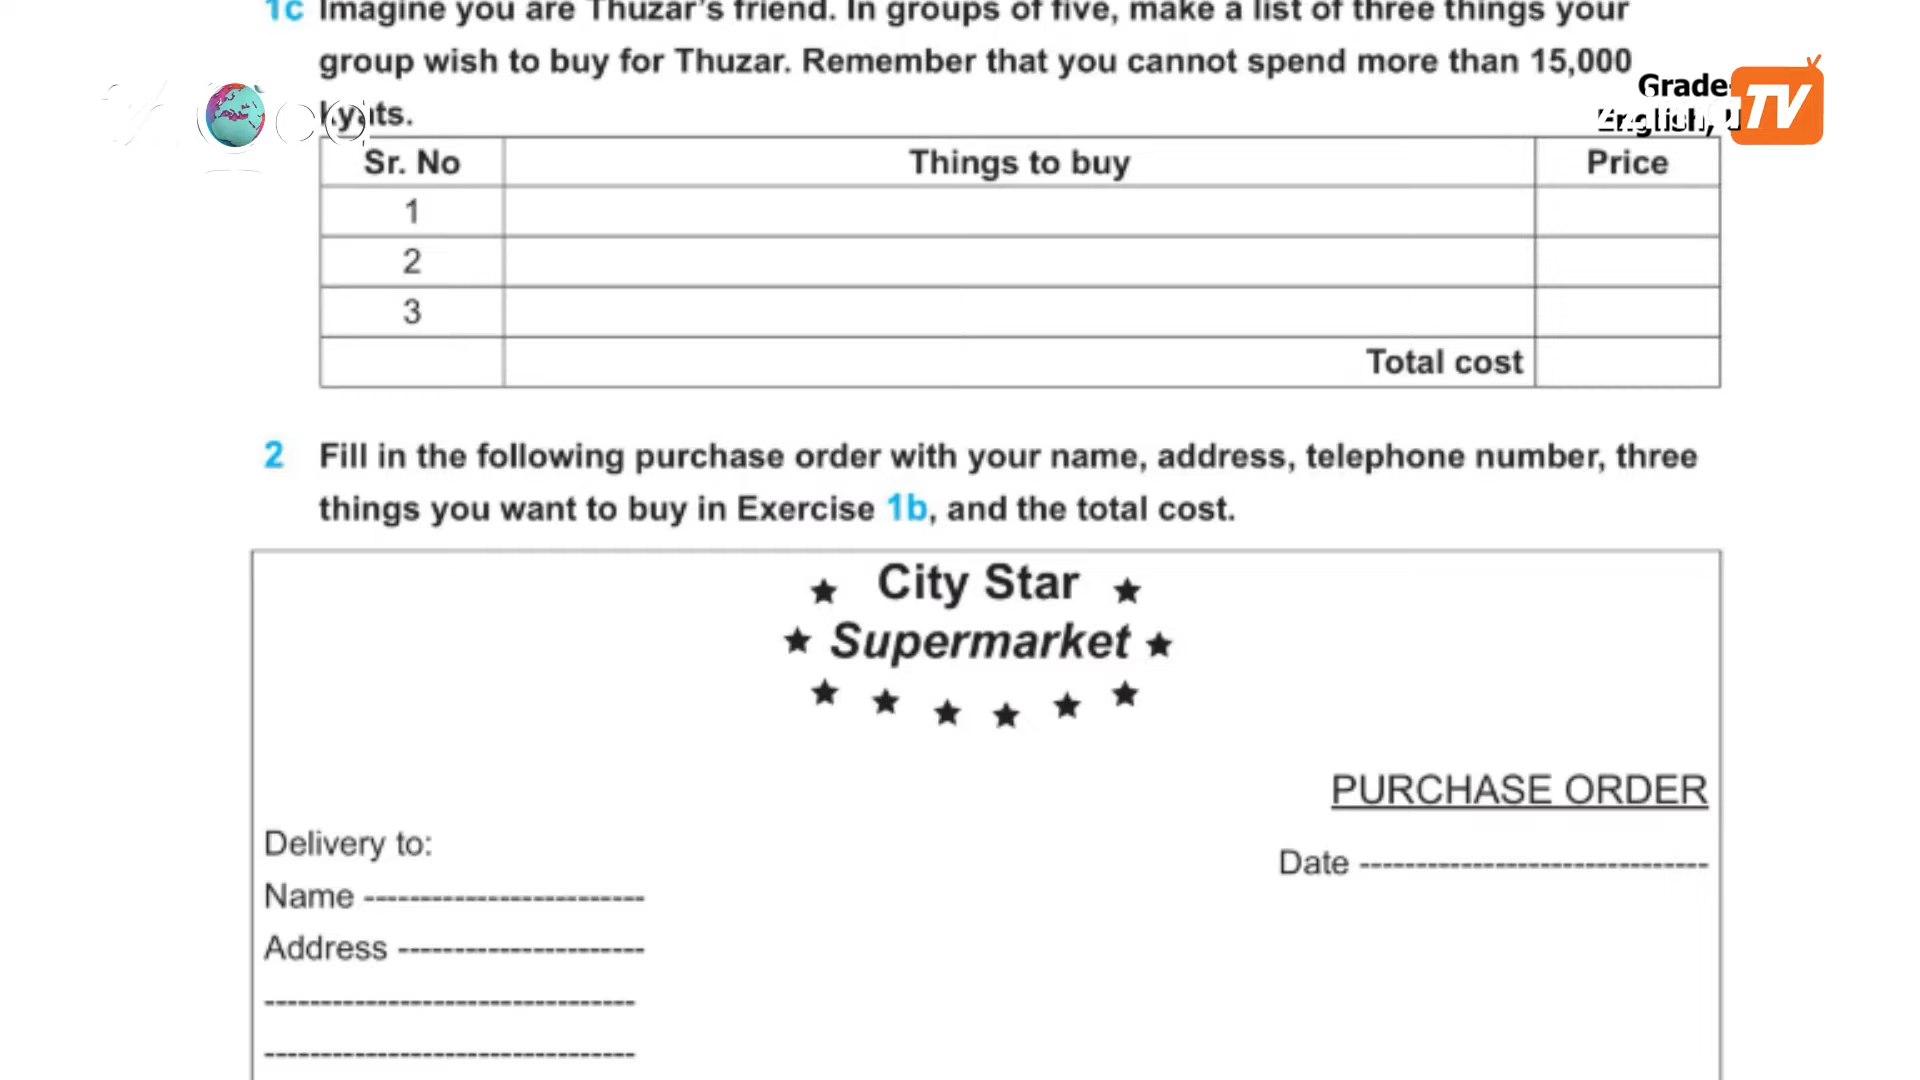 1c Imagine you are Thuzar's friend. In groups of five, make a list of three things your
group wish to buy for Thuzar. Remember that you cannot spend more than 15,000
kyats.
Grade
English,
TV
Sr. No Things to buy Price
1
2
3
Total cost
2 Fill in the following purchase order with your name, address, telephone number, three
things you want to buy in Exercise 1b, and the total cost.
City Star
Supermarket
PURCHASE ORDER
Delivery to:
Date ------------------------------
Name ------------------------
Address ---------------------
--------------------------------
--------------------------------